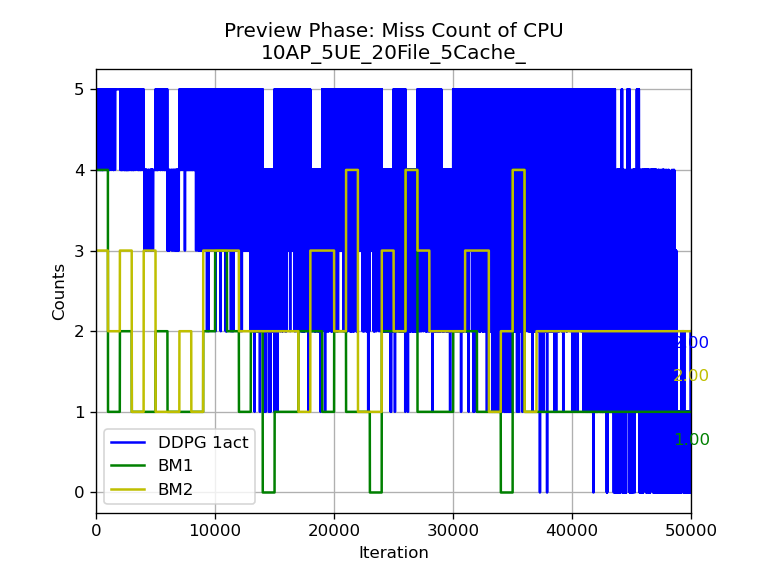 Preview Phase: Miss Count of CPU
10AP_5UE_20File_5Cache_
Counts
5
4
3
2
1
0
2.00
1.00
DDPG 1act
BM1
BM2
0
10000
20000
30000
40000
50000
Iteration